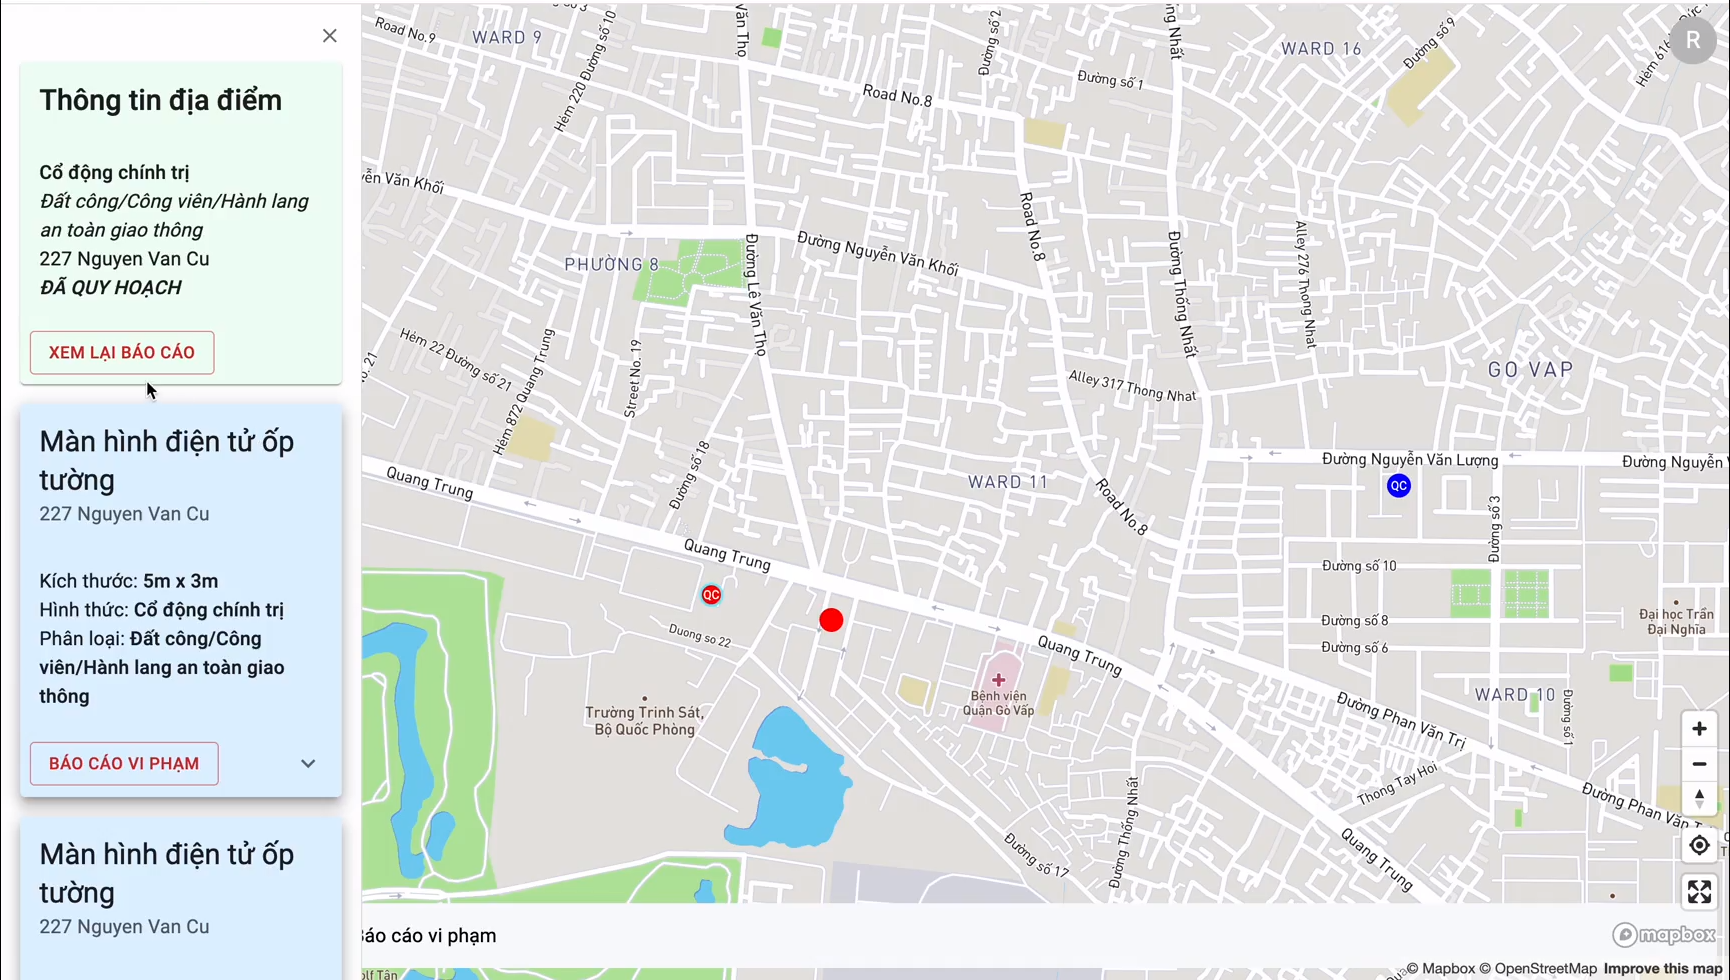 Thông tin địa điểm
Cổ động chính trị
Đất công/Công viên/Hành lang
an toàn giao thông
227 Nguyen Van Cu
ĐÃ QUY HOẠCH
XEM LẠI BÁO CÁO
Màn hình điện tử ốp
tường
227 Nguyen Van Cu
Kích thước: 5m x 3m
Hình thức: Cổ động chính trị
Phân loại: Đất công/Công
viên/Hành lang an toàn giao
thông
BÁO CÁO VI PHẠM
Màn hình điện tử ốp
tường
227 Nguyen Van Cu
Road No.9
WARD 9
Hẻm 220 Đường số 10
Văn Thọ
Đường số 2
Đường số 1
Road No.8
WARD 16
Đường số 9
Hẻm 616
R
Văn Khối
PHƯỜNG 8
Đường Nguyễn Văn Khối
Đường Lê Văn Thọ
Road No.8
Đường Thống Nhất
Alley 276 Thong Nhat
GO VAP
Hẻm 22 Đường số 21
Hẻm 872 Quang Trung
Street No. 19
Alley 317 Thong Nhat
Đường số 18
WARD 11
Road No.8
Đường Nguyễn Văn Lượng
Đường Nguyễn
QC
Quang Trung
Quang Trung
Đường số 3
Đường số 10
QC
Duong so 22
Đường số 8
Đường số 6
Đại học Trần
Đại Nghĩa
Quang Trung
Bệnh viện
Quận Gò Vấp
Trường Trinh Sát,
Bộ Quốc Phòng
WARD 10
Đường số 1
Đường Phan Văn Trị
Thong Tay Hoi
Đường Phan Văn
Đường Thống Nhất
Đường số 17
Quang Trung
Báo cáo vi phạm
mapbox
olf Tân
© Mapbox © OpenStreetMap Improve this map